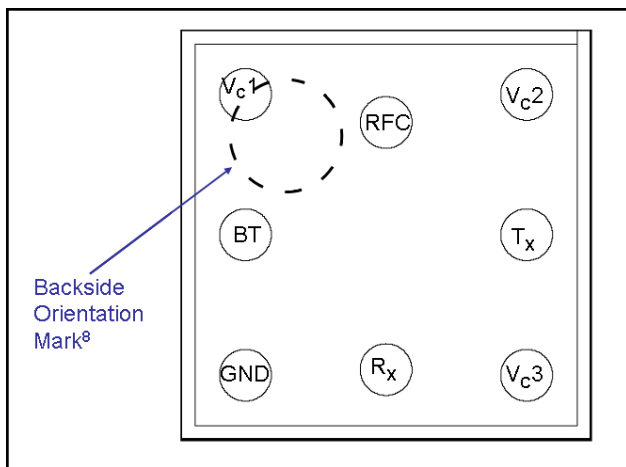 Vc1
Vc2
RFC
BT
Tx
Backside
Orientation
Mark8
GND
Rx
Vc3